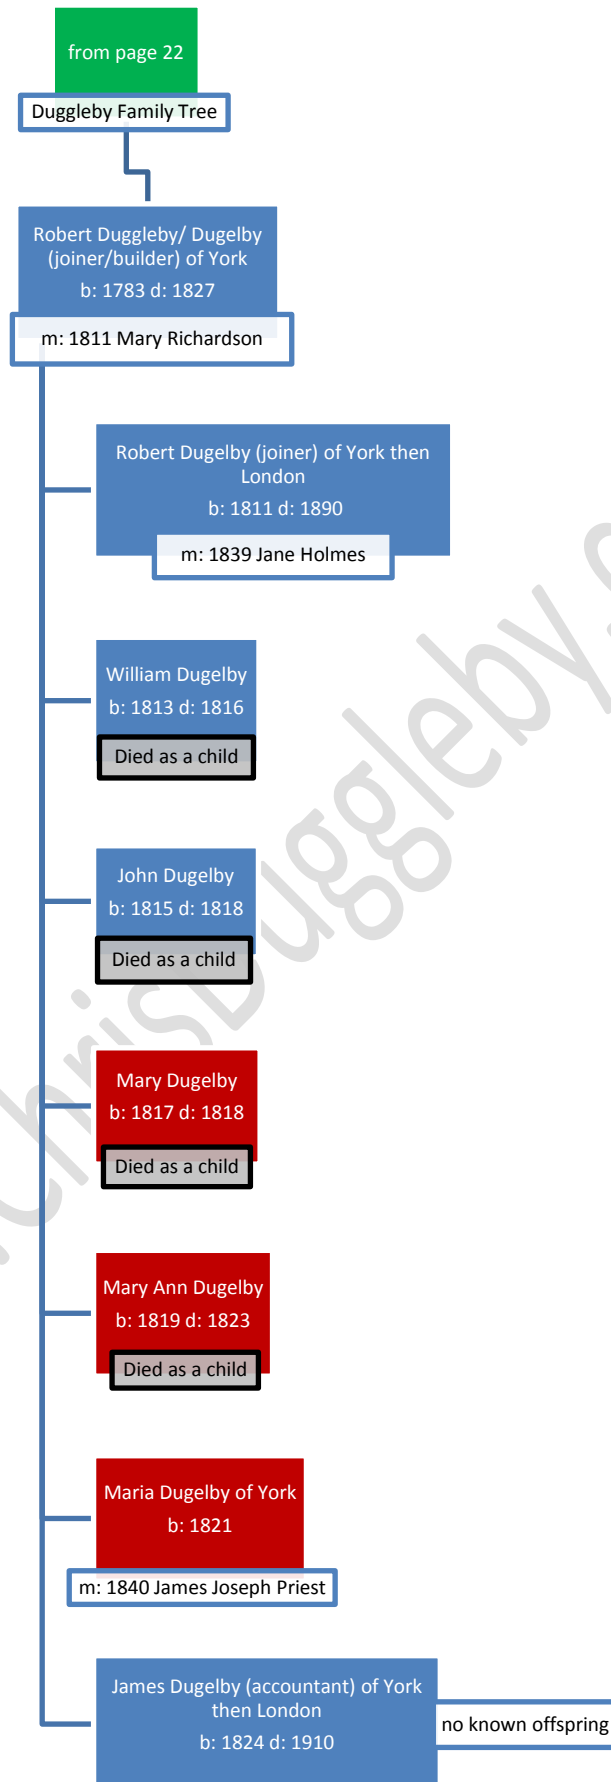 from page 22
Duggleby Family Tree
Robert Duggleby/ Dugelby
(joiner/builder) of York
b: 1783 d: 1827
m: 1811 Mary Richardson
Robert Dugelby (joiner) of York then
London
b: 1811 d: 1890
m: 1839 Jane Holmes
William Dugelby
b: 1813 d: 1816
Died as a child
John Dugelby
b: 1815 d: 1818
Died as a child
Mary Dugelby
b: 1817 d: 1818
Died as a child
Mary Ann Dugelby
b: 1819 d: 1823
Died as a child
Maria Dugelby of York
b: 1821
m: 1840 James Joseph Priest
James Dugelby (accountant) of York
then London
b: 1824 d: 1910
no known offspring
.ChrisDuggleby.